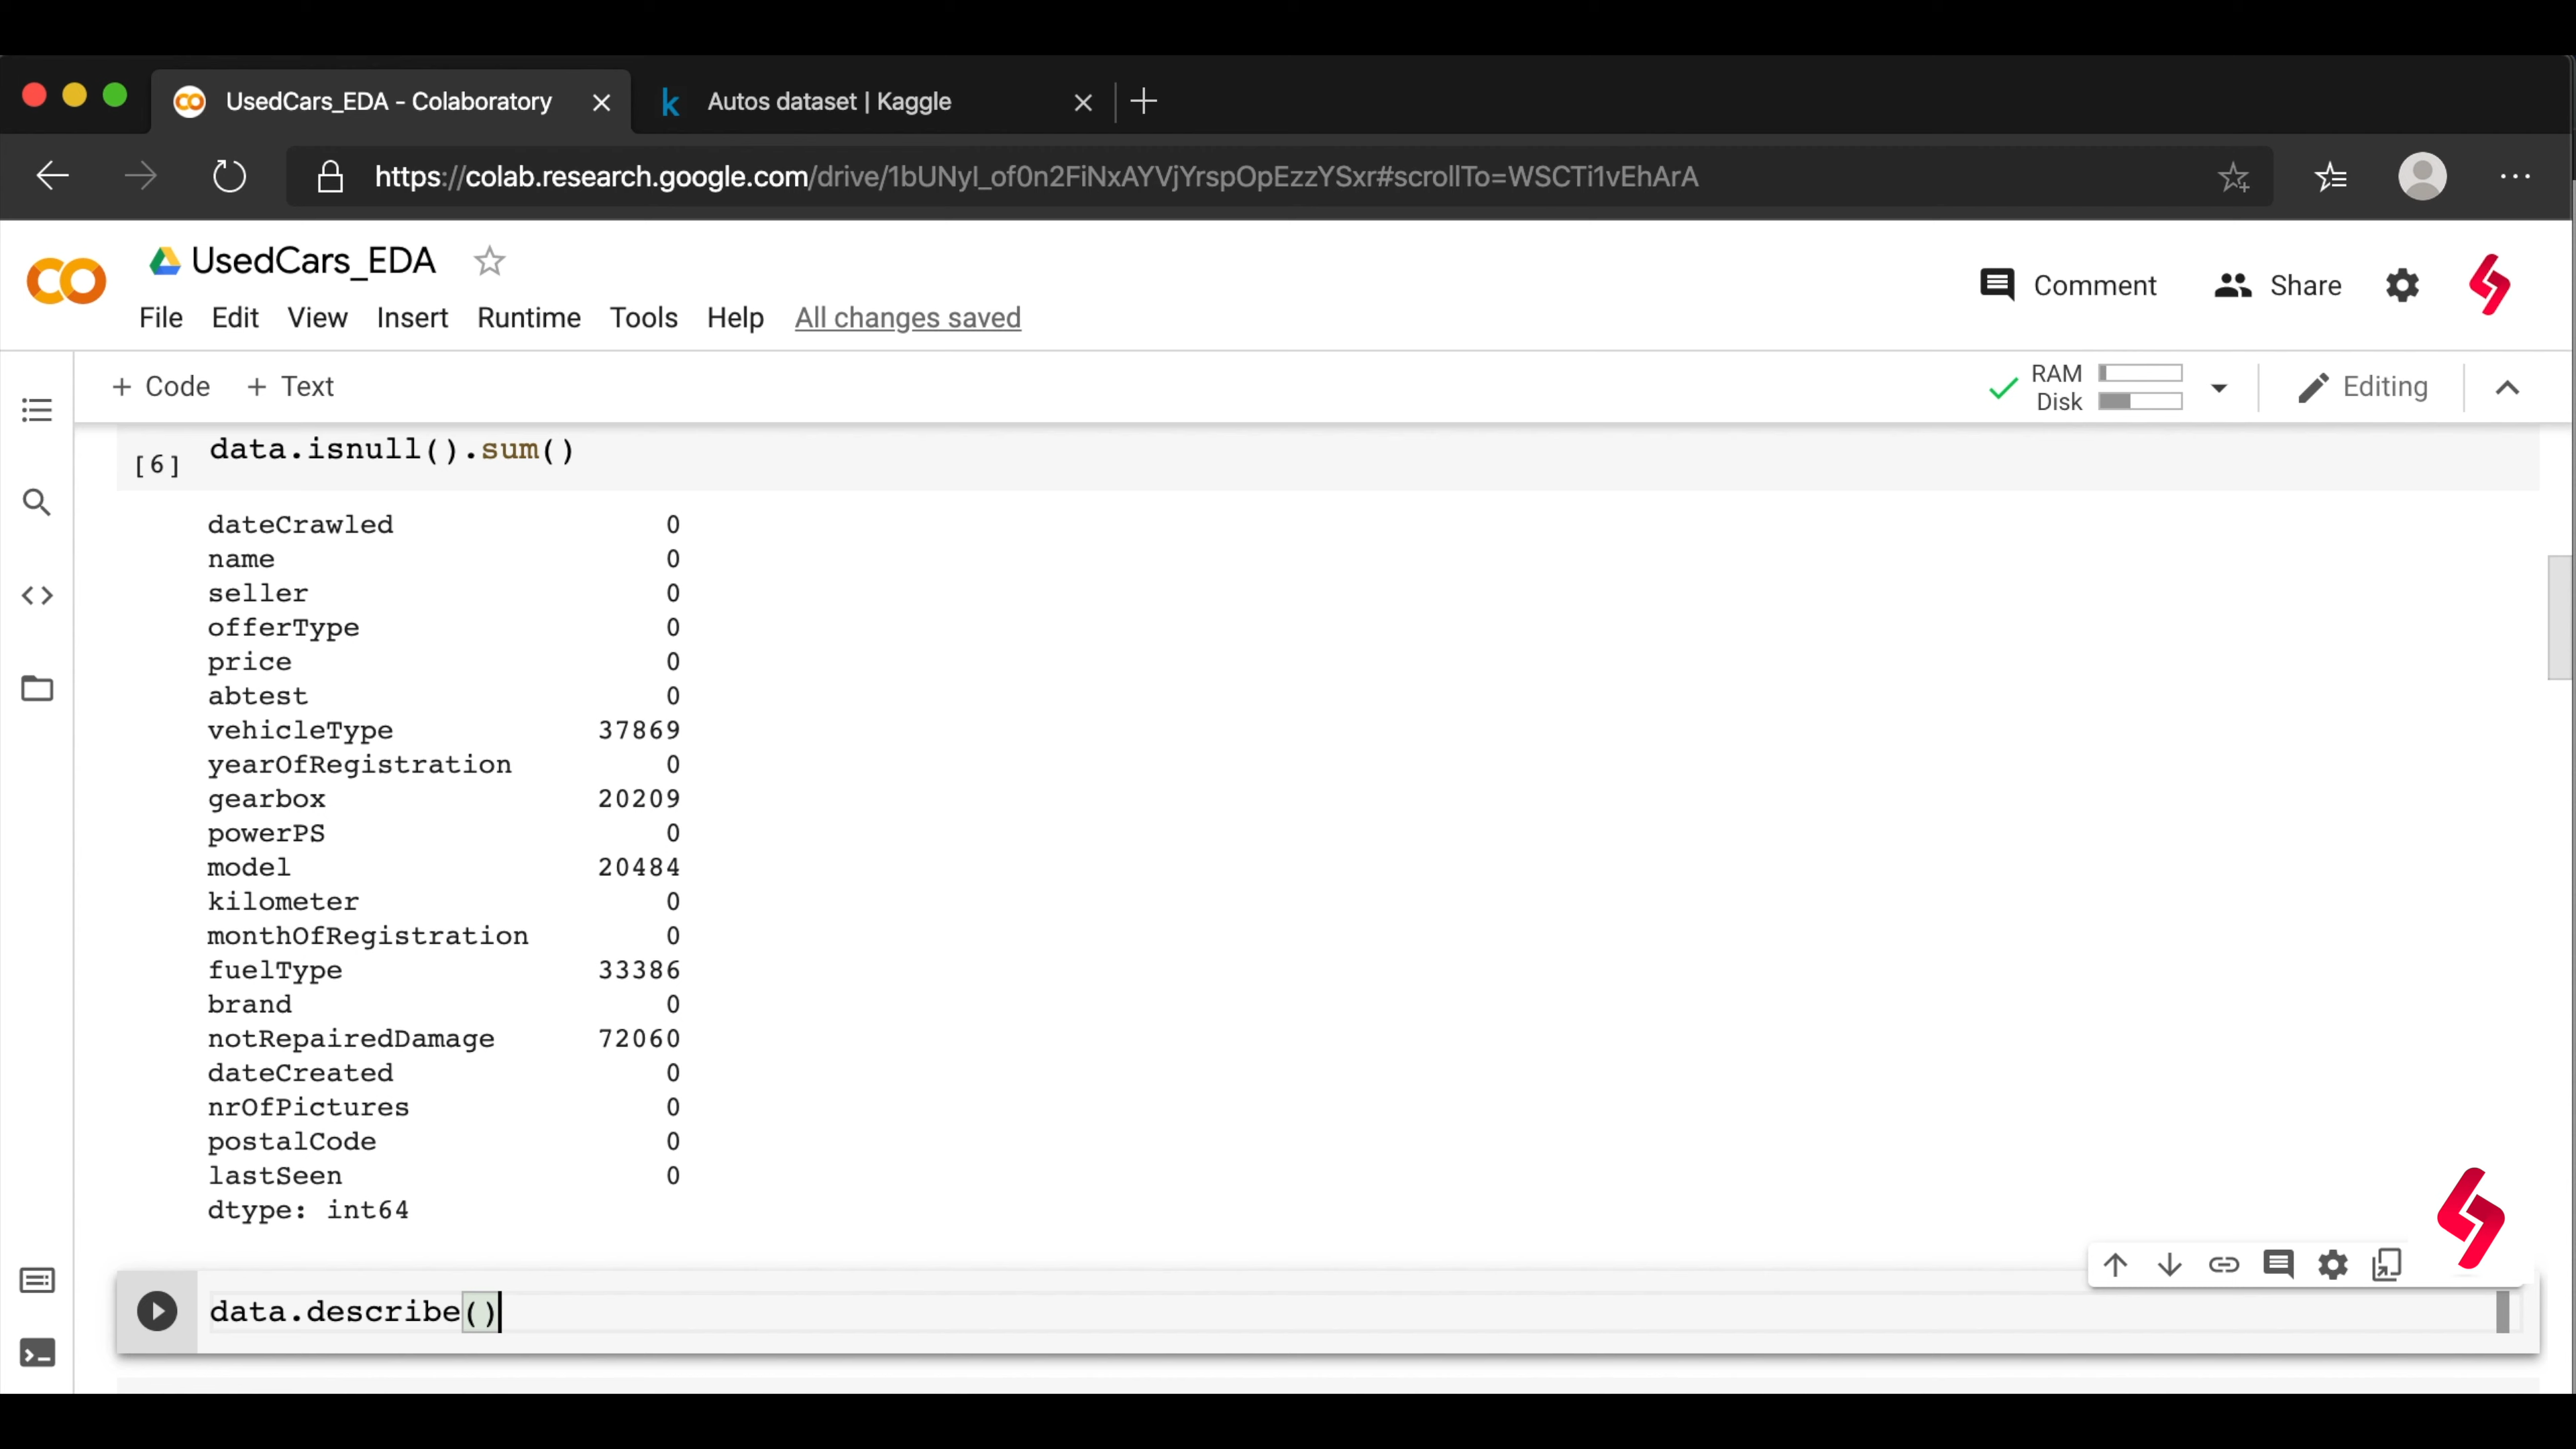 UsedCars_EDA - Colaboratory
Autos dataset | Kaggle
https://colab.research.google.com/drive/1bUNyI_of0n2FiNxAYVjYrspOpEzzYSxr#scrollTo=WSCTi1vEhArA
UsedCars_EDA
File Edit View Insert Runtime Tools Help All changes saved
Comment Share
+ Code + Text
RAM
Disk
Editing
[6] data.isnull().sum()
dateCrawled 0
name 0
seller 0
offerType 0
price 0
abtest 0
vehicleType 37869
yearOfRegistration 0
gearbox 20209
powerPS 0
model 20484
kilometer 0
monthOfRegistration 0
fuelType 33386
brand 0
notRepairedDamage 72060
dateCreated 0
nrOfPictures 0
postalCode 0
lastSeen 0
dtype: int64
data.describe()